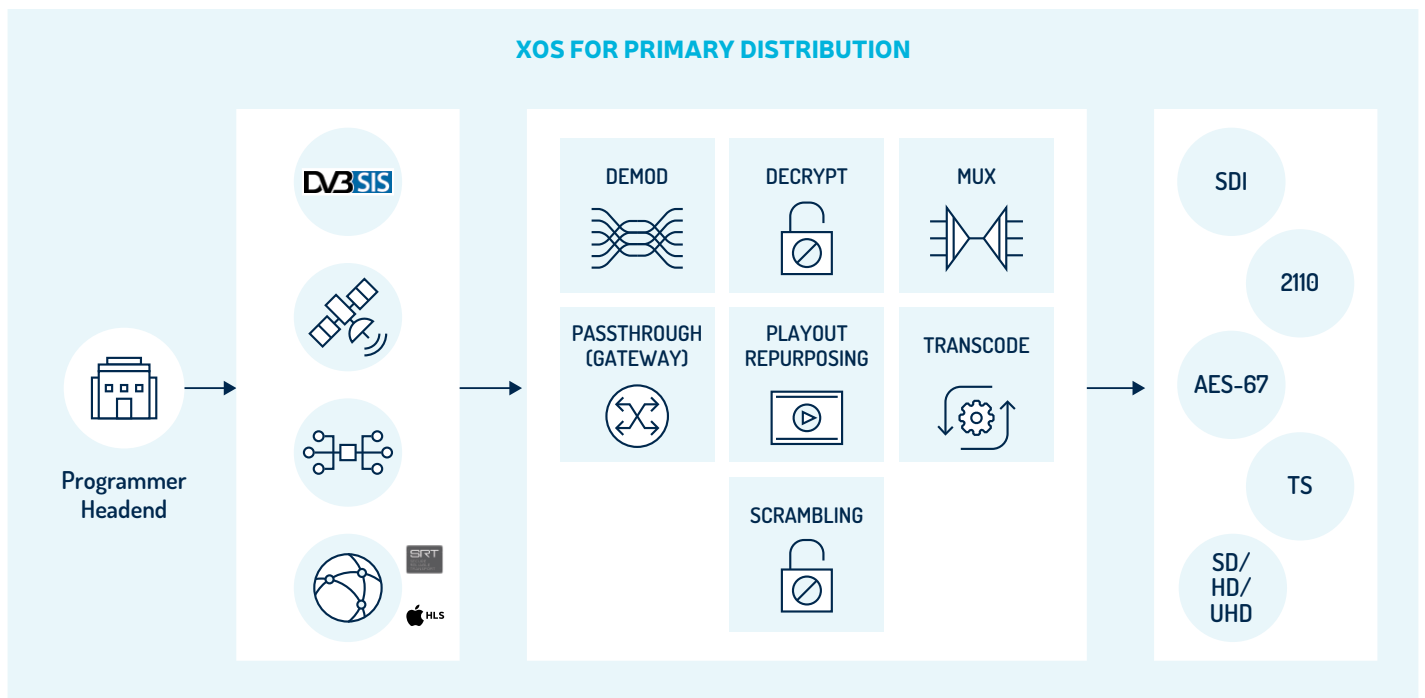 XOS FOR PRIMARY DISTRIBUTION
Programmer
Headend
DVB SIS
SRT
HLS
DEMOD
DECRYPT
MUX
PASSTHROUGH
(GATEWAY)
PLAYOUT
REPURPOSING
TRANSCODE
SCRAMBLING
SDI
2110
AES-67
TS
SD/
HD/
UHD